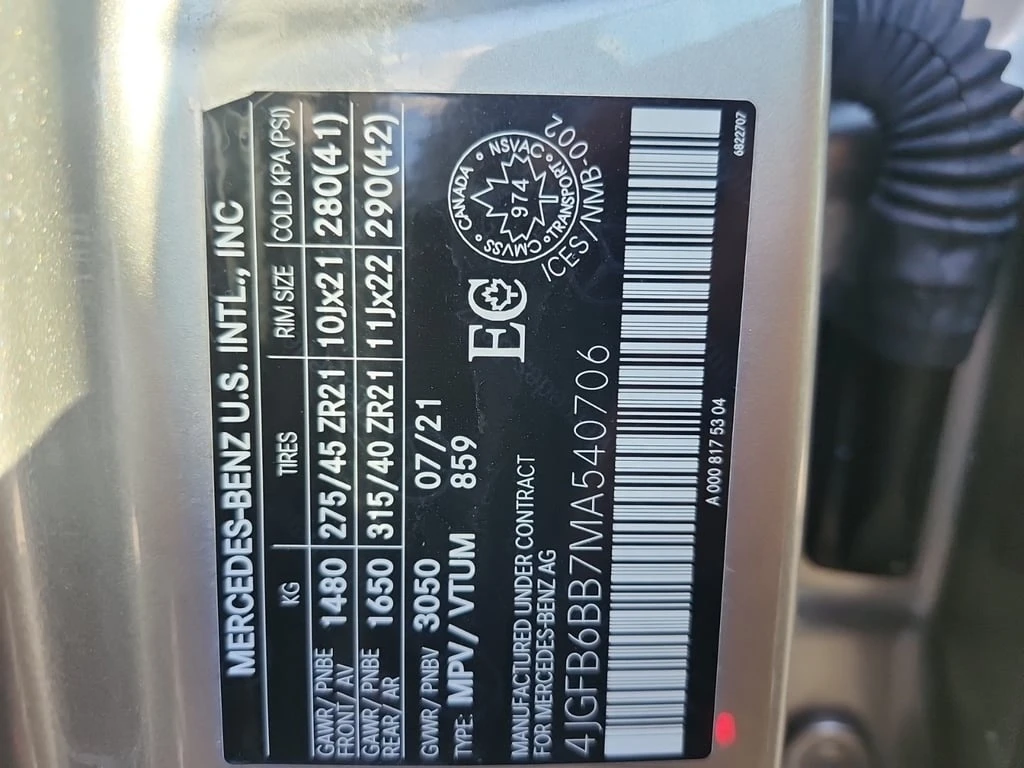 MERCEDES-BENZ U.S. INTL., INC
KG TIRES RIM SIZE COLD KPA (PSI)
GAWR / PNBE
FRONT / AV 1480 275/45 ZR21 10Jx21 280(41)
GAWR / PNBE
REAR / AR 1650 315/40 ZR21 11Jx22 290(42)
GVWR / PNBV 3050 07/21
TYPE: MPV/VTUM 859
MANUFACTURED UNDER CONTRACT
FOR MERCEDES-BENZ AG
EC
CANADA • NSVAC • TRANSPORT • CMVSS •
974
ICES/NMB-002
4JGFB6BB7MA540706
A 000 817 53 04
6822707